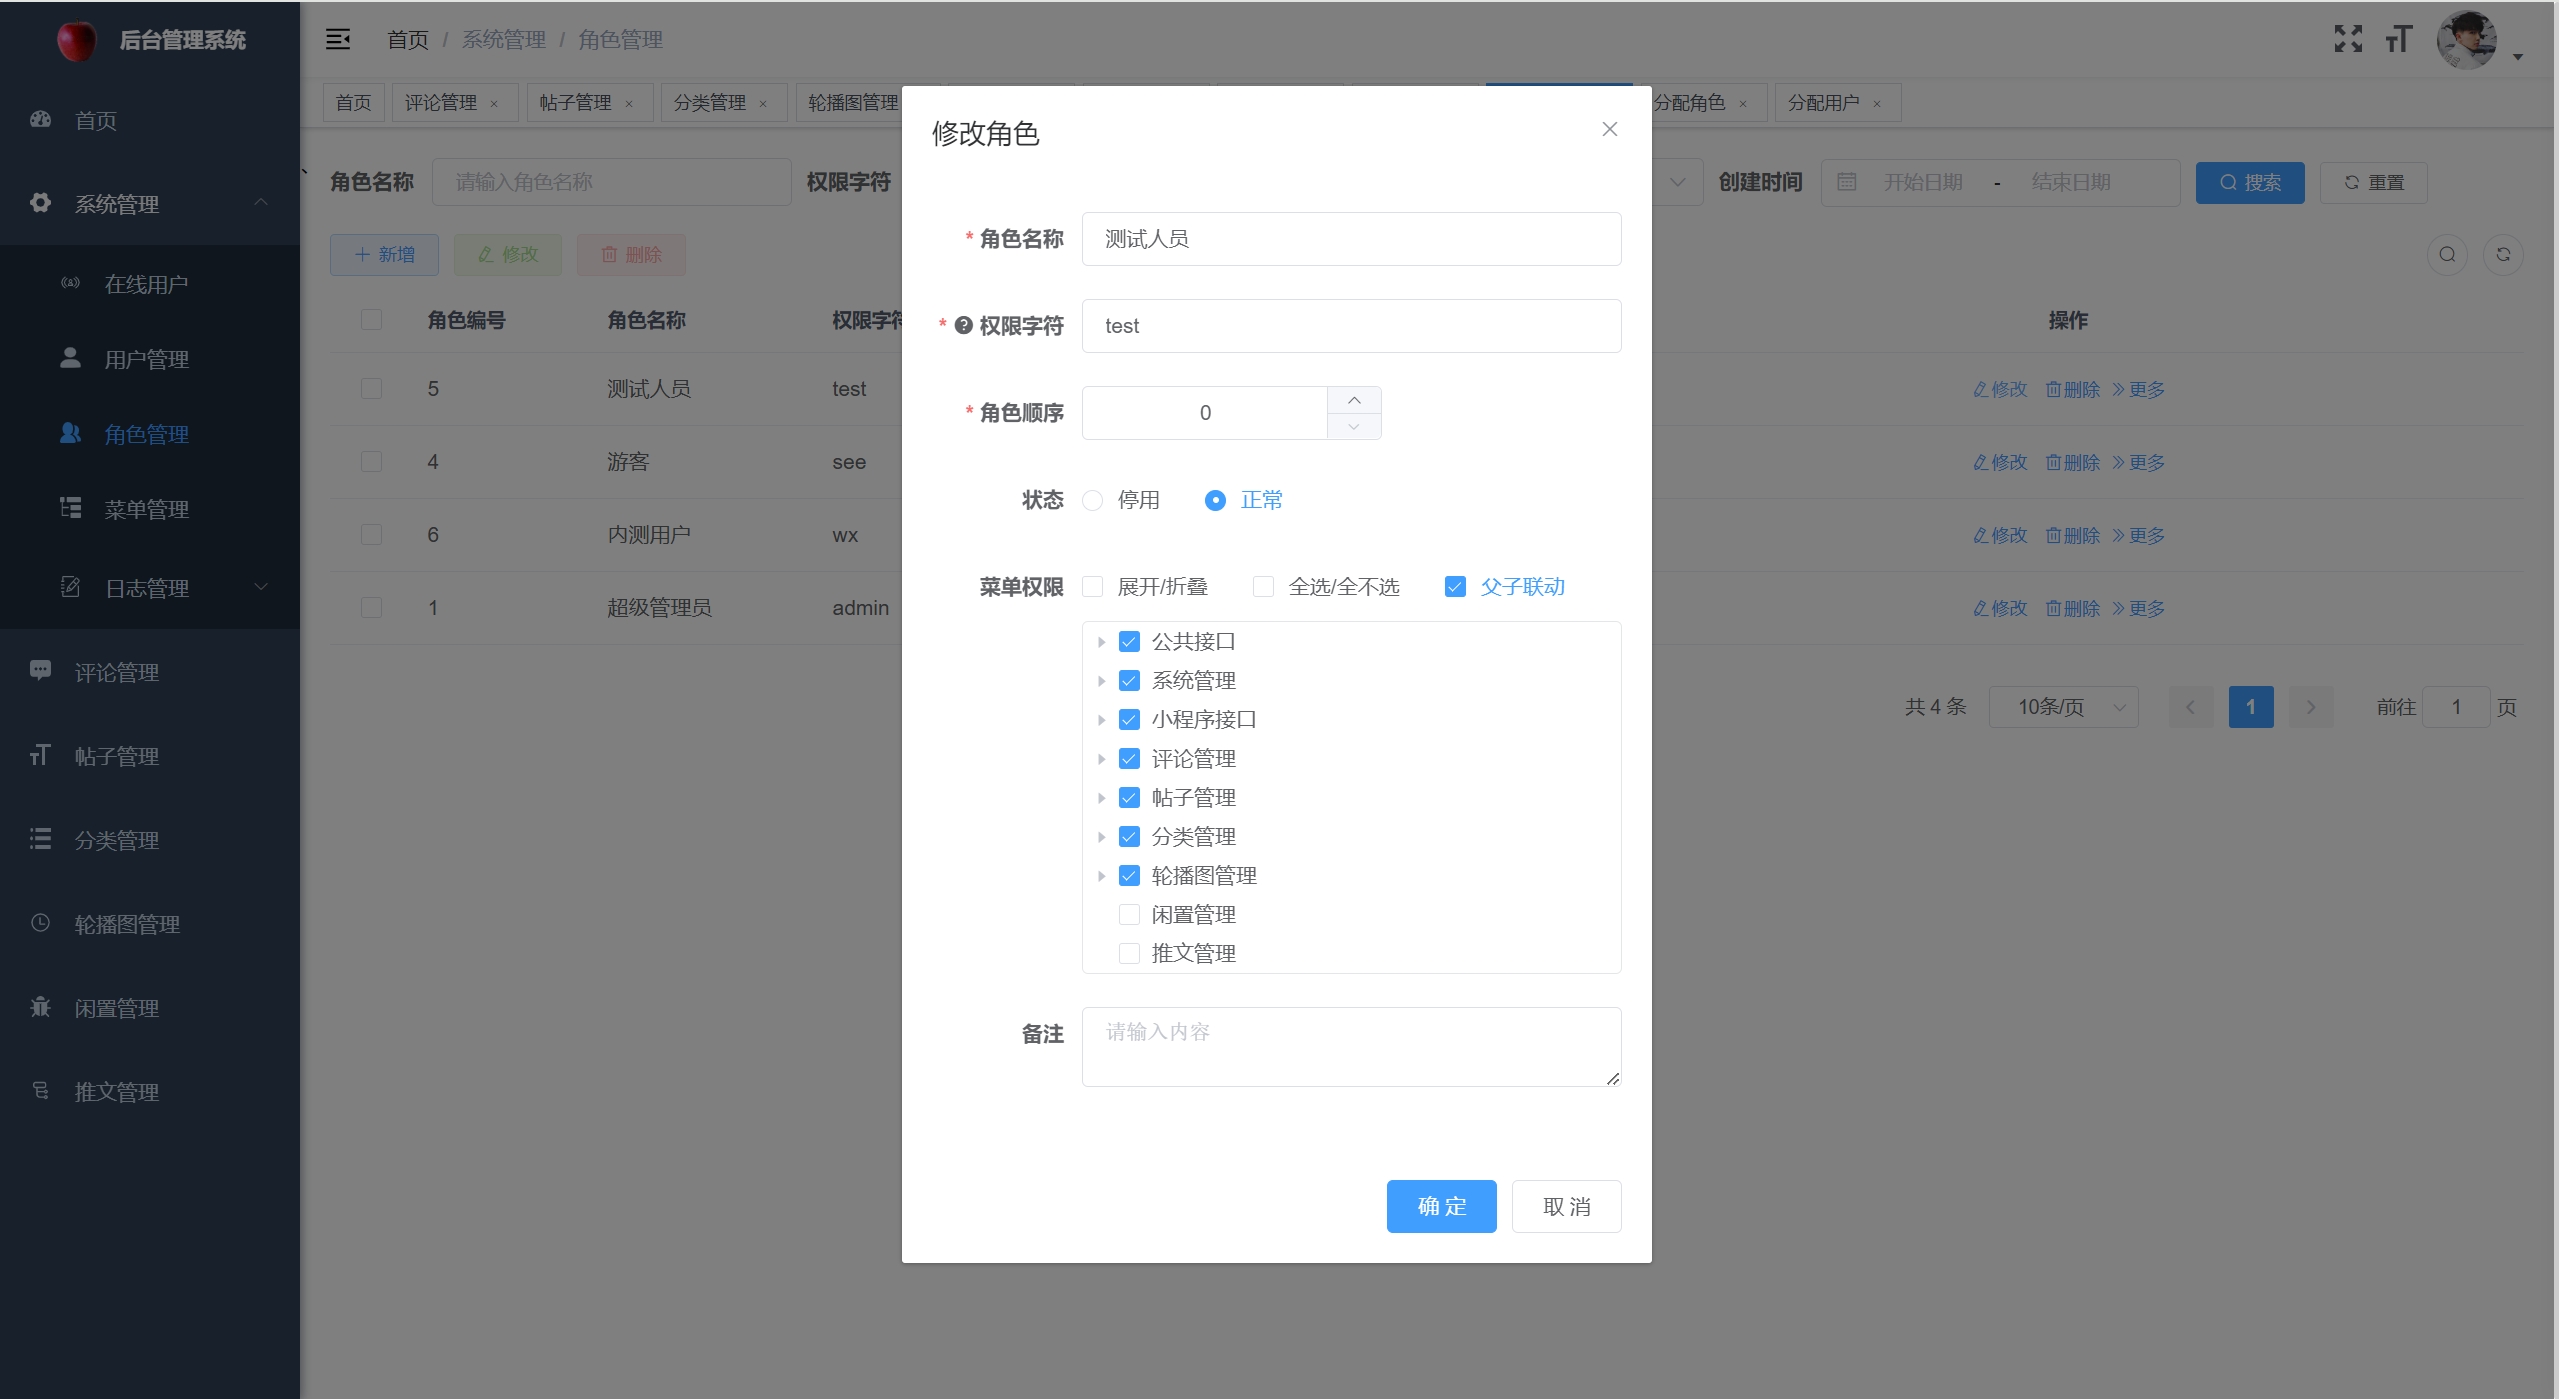 后台管理系统
首页 / 系统管理 / 角色管理
首页
评论管理 ×
帖子管理 ×
分类管理 ×
轮播图管理
分配角色 ×
分配用户 ×
首页
系统管理
在线用户
用户管理
角色管理
菜单管理
日志管理
评论管理
帖子管理
分类管理
轮播图管理
闲置管理
推文管理
角色名称 请输入角色名称 权限字符
创建时间 开始日期 - 结束日期 搜索 重置
新增 修改 删除
角色编号 角色名称 权限字符 操作
5 测试人员 test 修改 删除 更多
4 游客 see 修改 删除 更多
6 内测用户 wx 修改 删除 更多
1 超级管理员 admin 修改 删除 更多
共 4 条 10条/页 1 前往 1 页
修改角色
* 角色名称 测试人员
* 权限字符 test
* 角色顺序 0
状态 停用 正常
菜单权限 展开/折叠 全选/全不选 父子联动
公共接口
系统管理
小程序接口
评论管理
帖子管理
分类管理
轮播图管理
闲置管理
推文管理
备注 请输入内容
确 定 取 消